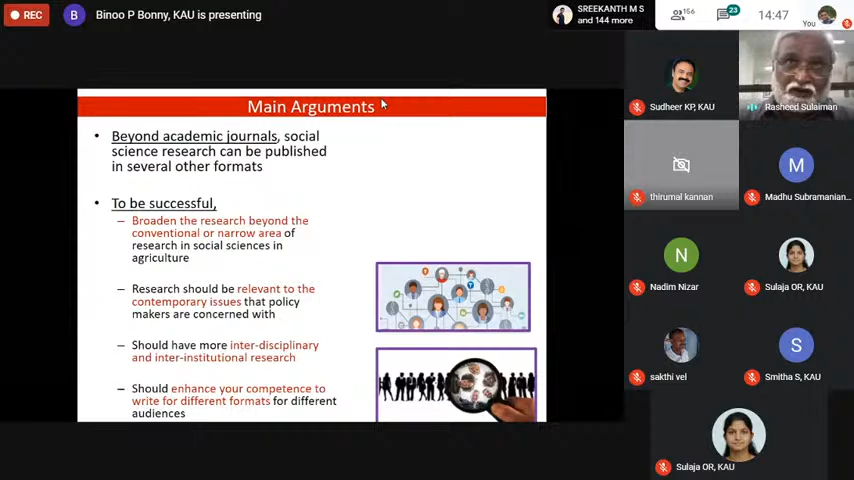 REC
B
Binoo P Bonny, KAU is presenting
SREEKANTH M S
and 144 more
156
23
14:47
You
Main Arguments
• Beyond academic journals, social
science research can be published
in several other formats
• To be successful,
– Broaden the research beyond the
conventional or narrow area of
research in social sciences in
agriculture
– Research should be relevant to the
contemporary issues that policy
makers are concerned with
– Should have more inter-disciplinary
and inter-institutional research
– Should enhance your competence to
write for different formats for different
audiences
Sudheer KP, KAU
Rasheed Sulaiman
thirumal kannan
M
Madhu Subramanian...
N
Nadim Nizar
Sulaja OR, KAU
sakthi vel
S
Smitha S, KAU
Sulaja OR, KAU